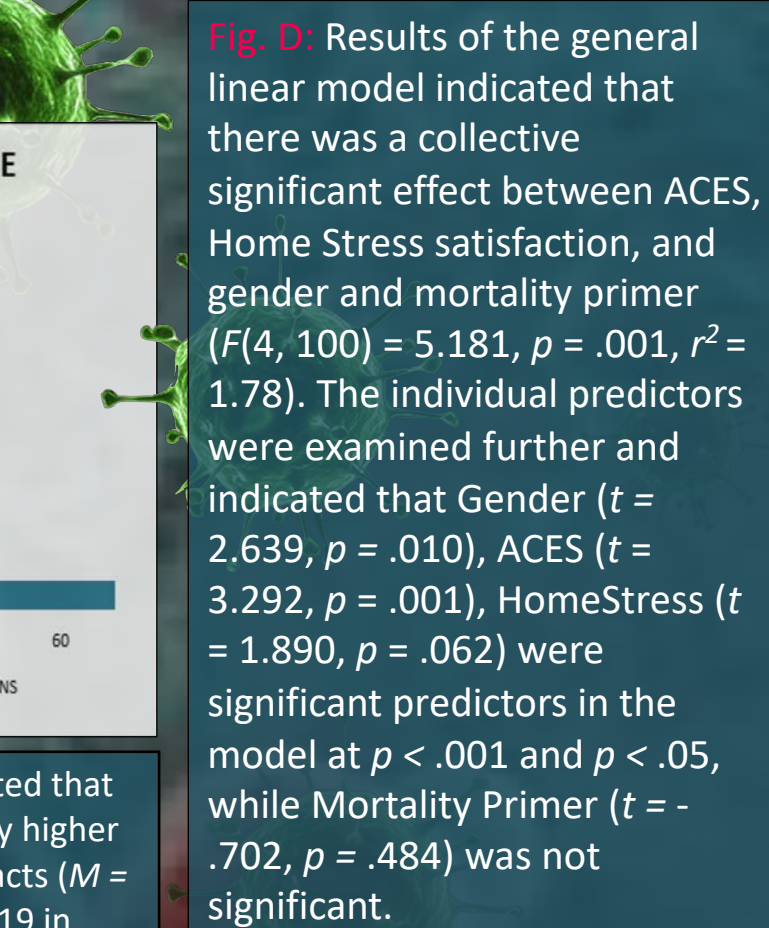 E
60
NS
ted that
y higher
acts (M =
19 in
Fig. D: Results of the general
linear model indicated that
there was a collective
significant effect between ACES,
Home Stress satisfaction, and
gender and mortality primer
(F(4, 100) = 5.181, p = .001, r² =
1.78). The individual predictors
were examined further and
indicated that Gender (t =
2.639, p = .010), ACES (t =
3.292, p = .001), HomeStress (t
= 1.890, p = .062) were
significant predictors in the
model at p < .001 and p < .05,
while Mortality Primer (t = -
.702, p = .484) was not
significant.